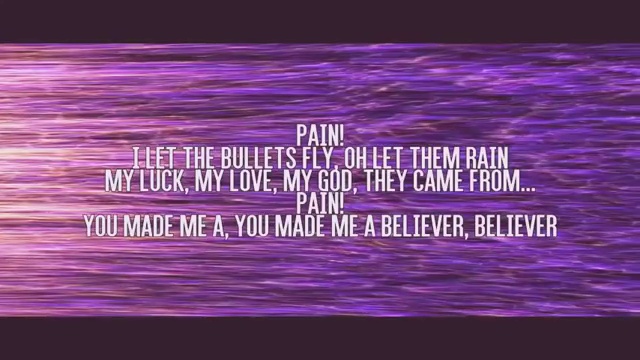 PAIN!
I LET THE BULLETS FLY, OH LET THEM RAIN
MY LUCK, MY LOVE, MY GOD, THEY CAME FROM...
PAIN!
YOU MADE ME A, YOU MADE ME A BELIEVER, BELIEVER